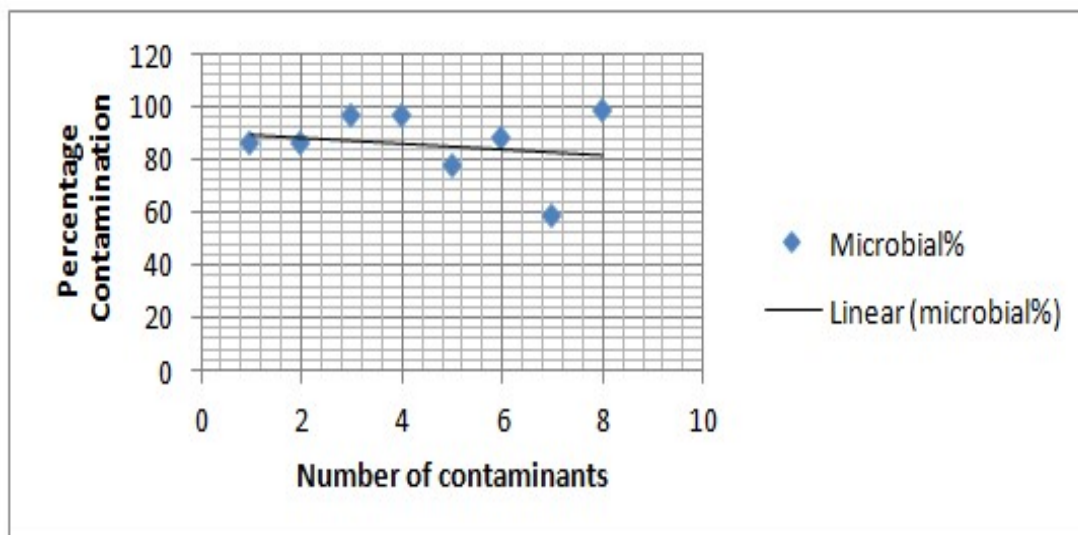 120
100
80
60
40
20
0
0 2 4 6 8 10
Percentage
Contamination
Number of contaminants
Microbial%
Linear (microbial%)